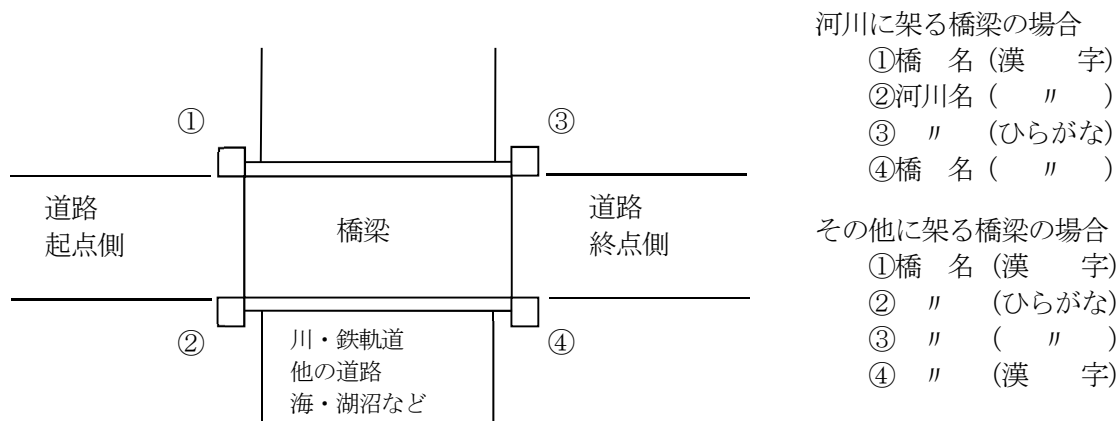 河川に架る橋梁の場合
①橋　名（漢　　字）
②河川名（　〃　）
③　〃　（ひらがな）
④橋　名（　〃　）
その他に架る橋梁の場合
①橋　名（漢　　字）
②　〃　（ひらがな）
③　〃　（　〃　）
④　〃　（漢　　字）
①
③
道路
起点側
橋梁
道路
終点側
②
④
川・鉄軌道
他の道路
海・湖沼など